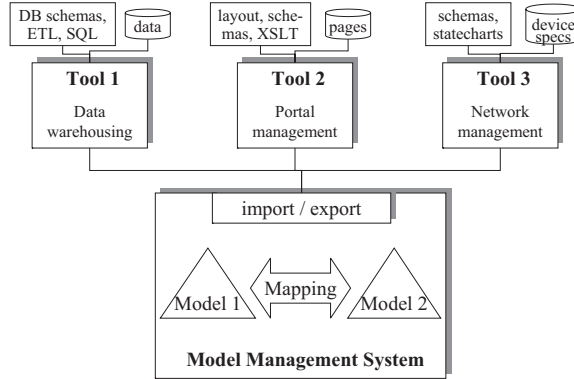 DB schemas,
ETL, SQL
data
layout, sche-
mas, XSLT
pages
schemas,
statecharts
device
specs
Tool 1
Data
warehousing
Tool 2
Portal
management
Tool 3
Network
management
import / export
Model 1
Mapping
Model 2
Model Management System